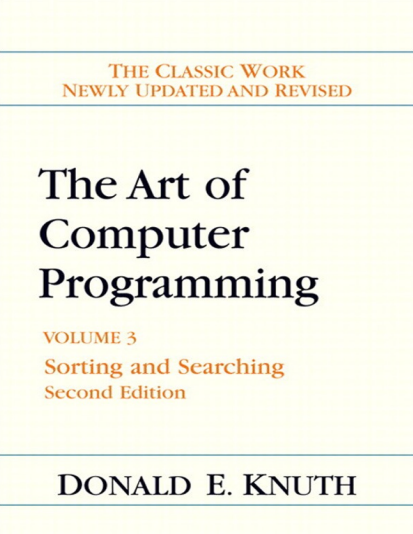 THE CLASSIC WORK
NEWLY UPDATED AND REVISED
The Art of
Computer
Programming
VOLUME 3
Sorting and Searching
Second Edition
DONALD E. KNUTH